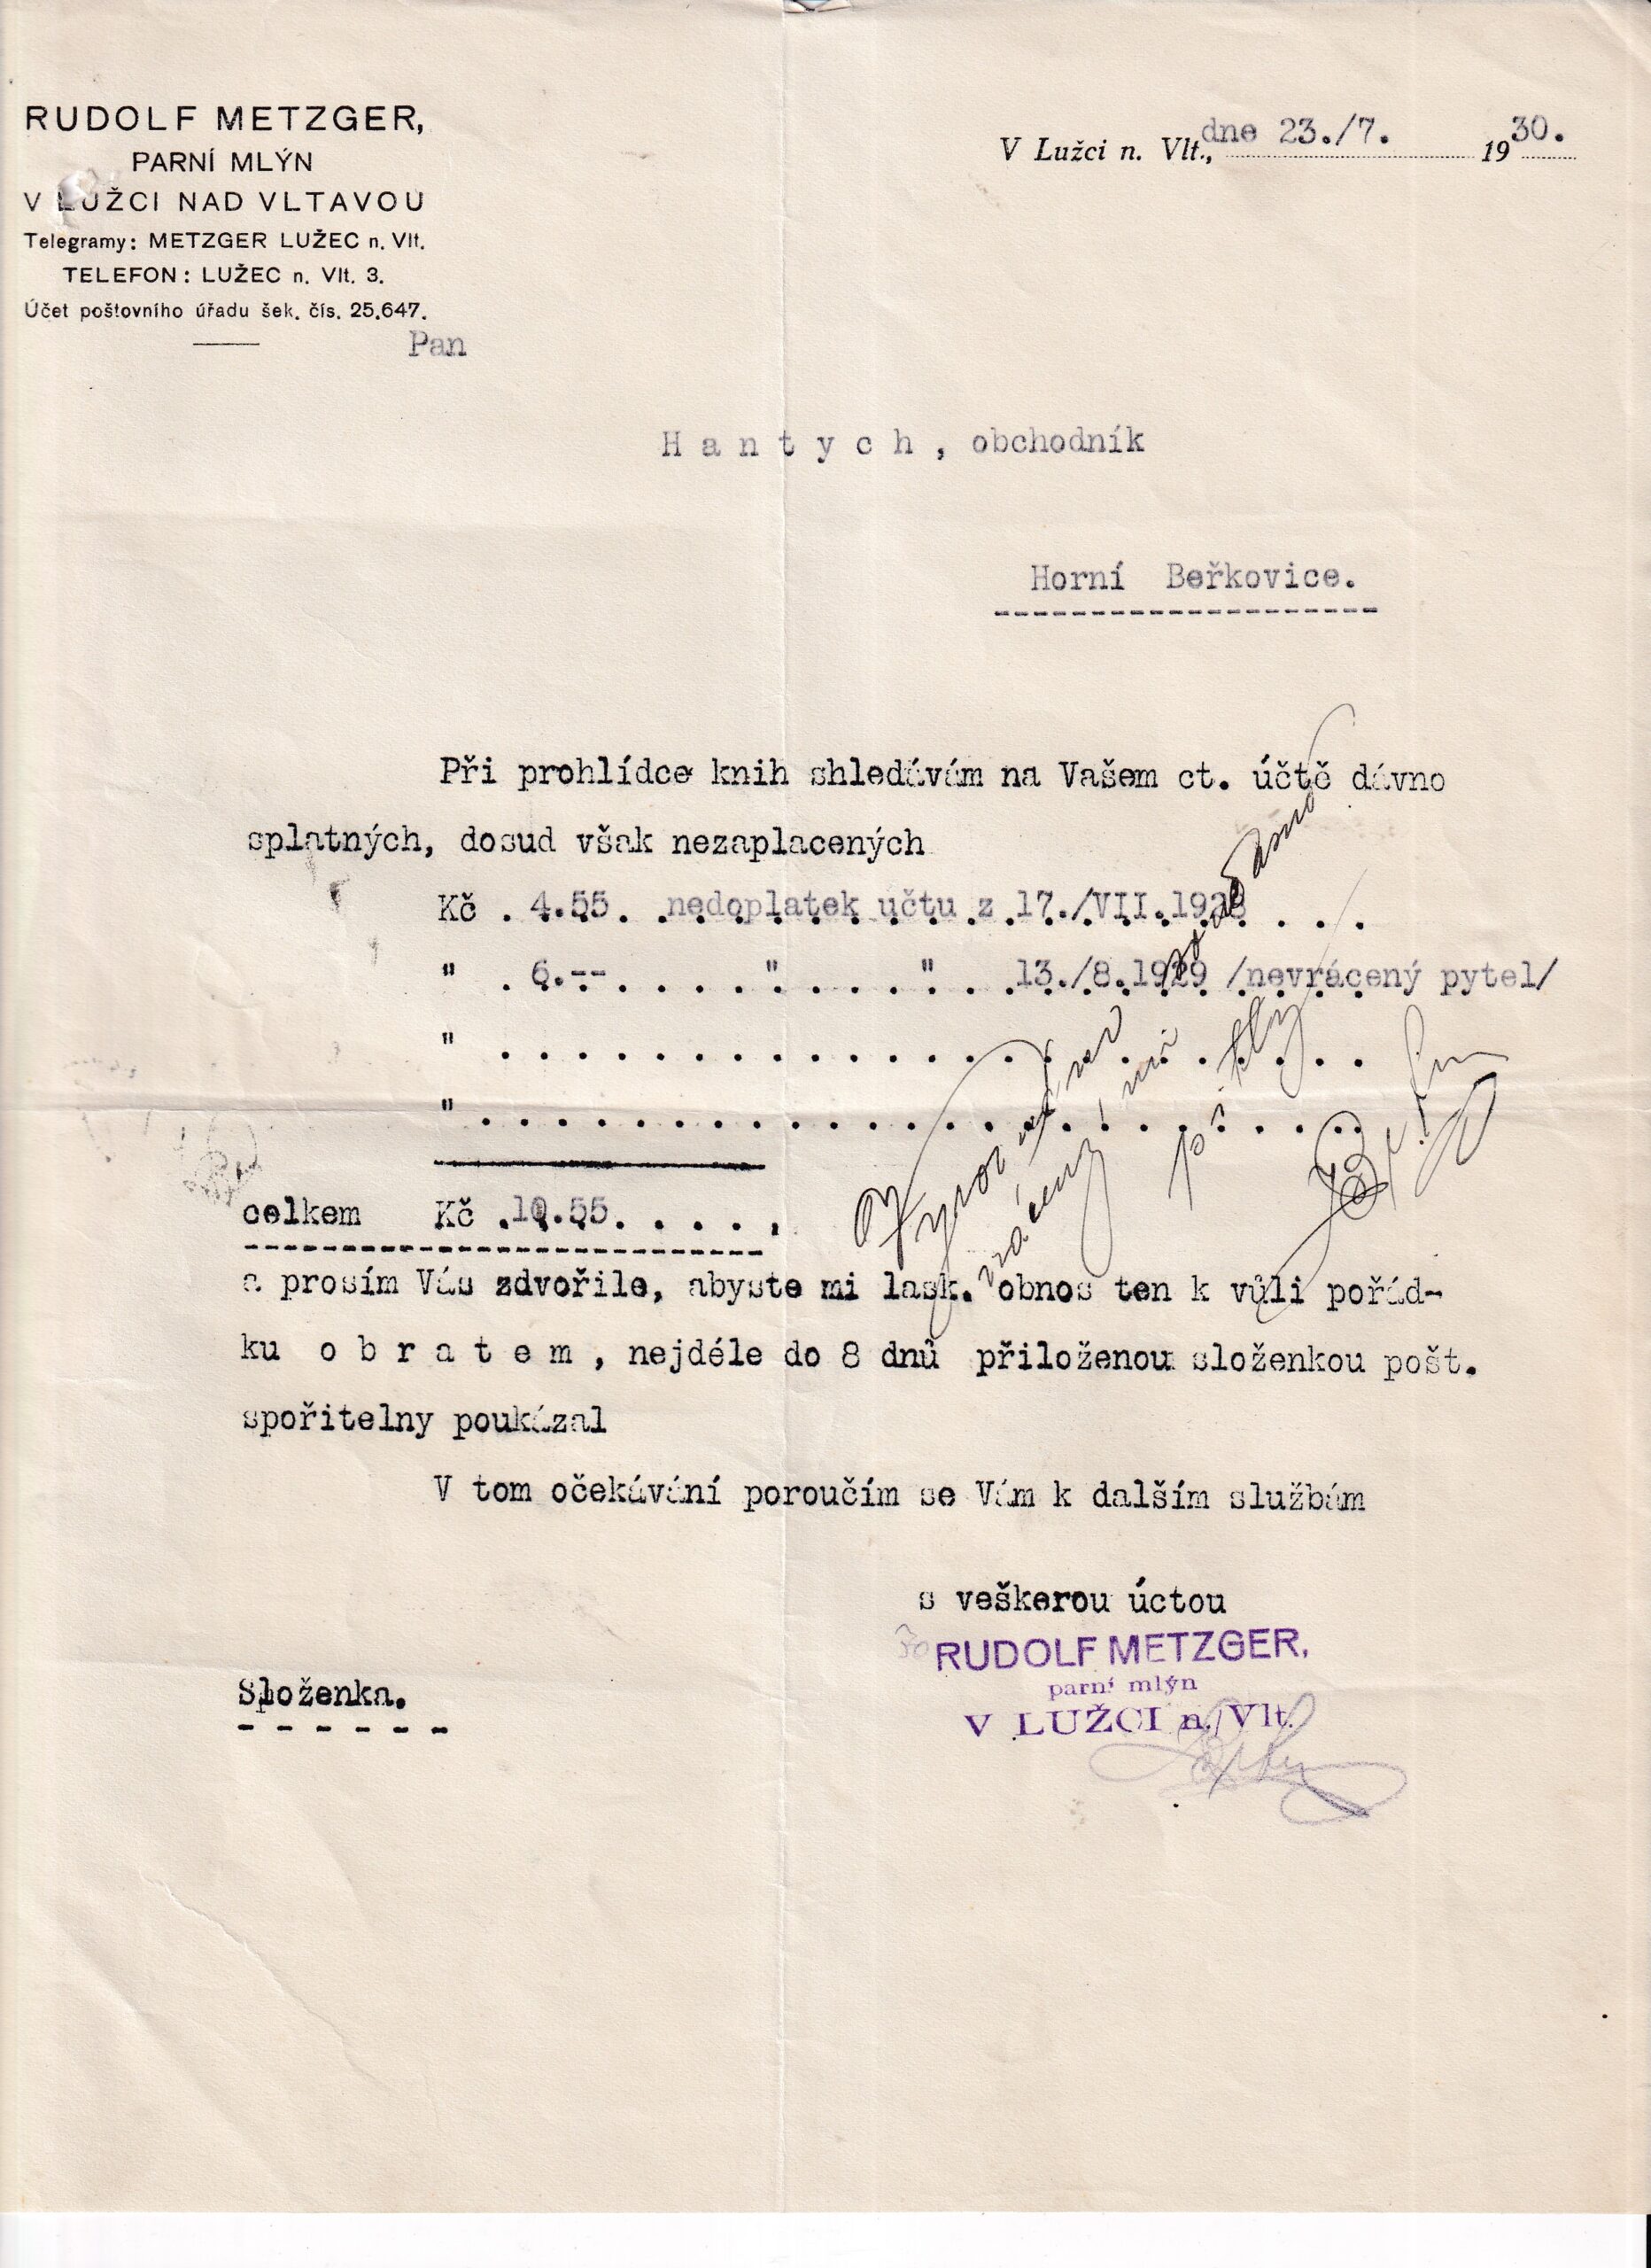 RUDOLF METZGER,
PARNÍ MLÝN
V LUŽCI NAD VLTAVOU
Telegramy: METZGER LUŽEC n. Vlt.
TELEFON: LUŽEC n. Vlt. 3.
Účet poštovního úřadu šek. čís. 25,647.
V Lužci n. Vlt., dne 23./7. 1930.
Pan
Hantych, obchodník
Horní Beřkovice.
Při prohlídce knih shledávám na Vašem ct. účtě dávno
splatných, dosud však nezaplacených
Kč . 4.55. nedoplatek učtu z 17./VII.1928
" . 6.-- " " 13./8.1929 /nevrácený pytel/
"
"
celkem Kč .10.55. . . . .
a prosím Vás zdvořile, abyste mi lask. obnos ten k vůli pořád-
ku obratem, nejdéle do 8 dnů přiloženou složenkou pošt.
spořitelny poukázal
V tom očekávání poroučím se Vám k dalším službám
s veškerou úctou
RUDOLF METZGER,
parní mlýn
V LUŽCI n. Vlt.
Složenka.